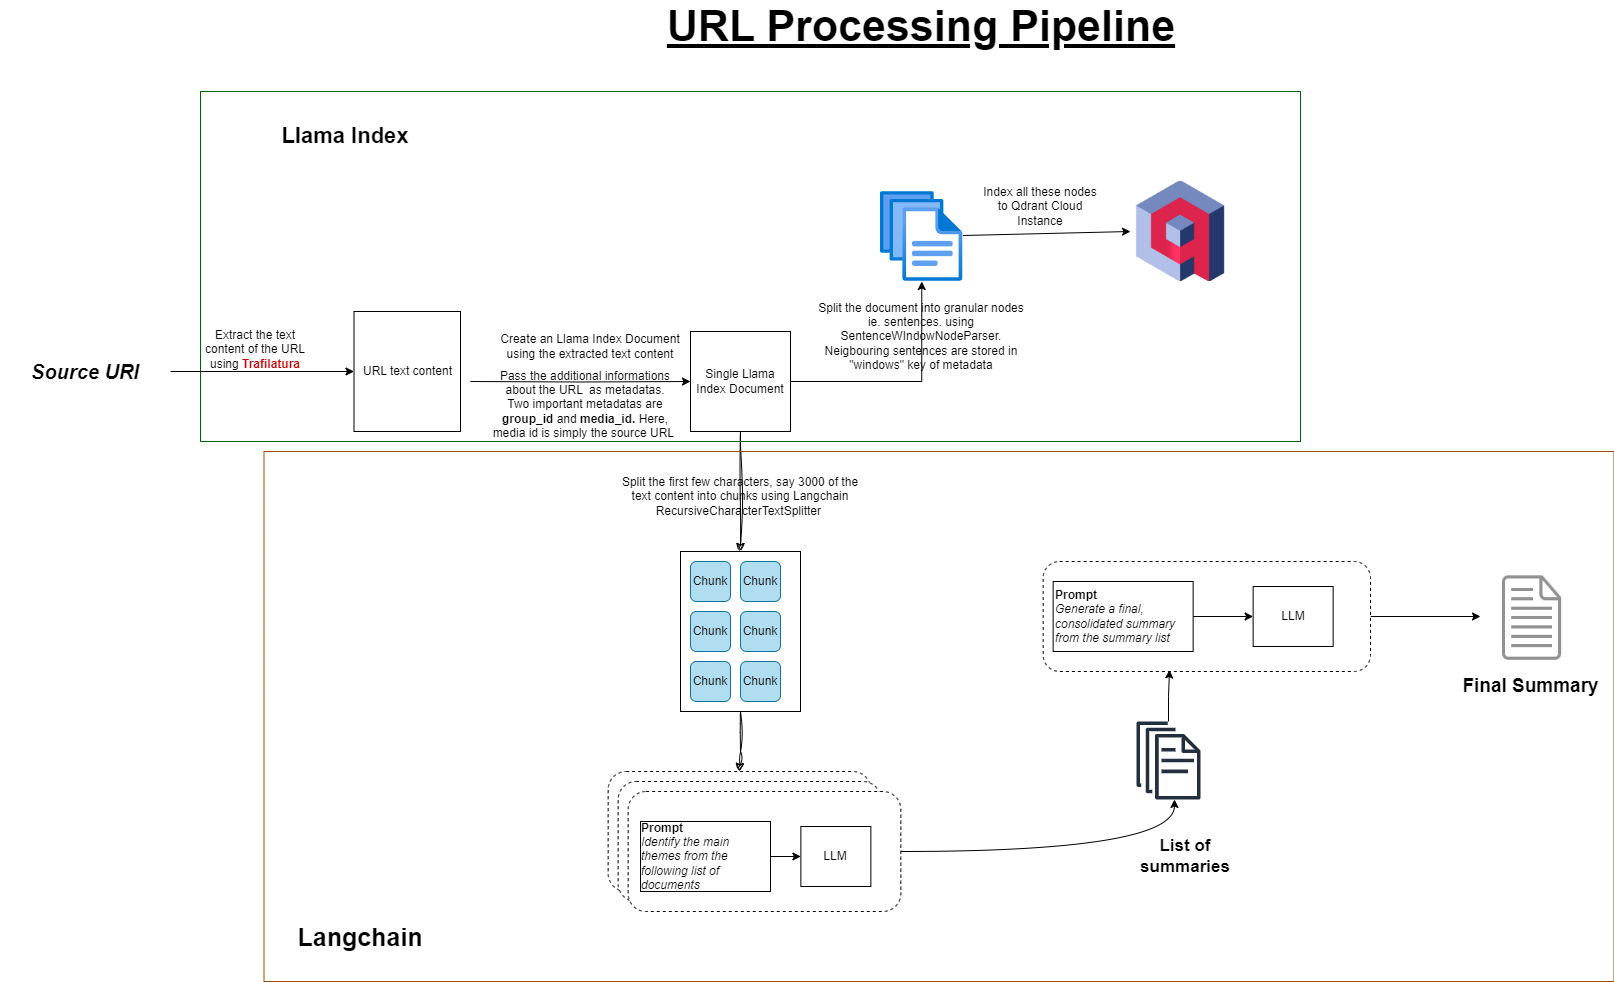 URL Processing Pipeline
Llama Index
Index all these nodes
to Qdrant Cloud
Instance
Split the document into granular nodes
ie. sentences. using
SentenceWIndowNodeParser.
Neigbouring sentences are stored in
"windows" key of metadata
Source URI
Extract the text
content of the URL
using Trafilatura
URL text content
Create an Llama Index Document
using the extracted text content
Pass the additional informations
about the URL as metadatas.
Two important metadatas are
group_id and media_id. Here,
media id is simply the source URL
Single Llama
Index Document
Split the first few characters, say 3000 of the
text content into chunks using Langchain
RecursiveCharacterTextSplitter
Chunk
Chunk
Chunk
Chunk
Chunk
Chunk
Prompt
Identify the main
themes from the
following list of
documents
LLM
List of
summaries
Prompt
Generate a final,
consolidated summary
from the summary list
LLM
Final Summary
Langchain